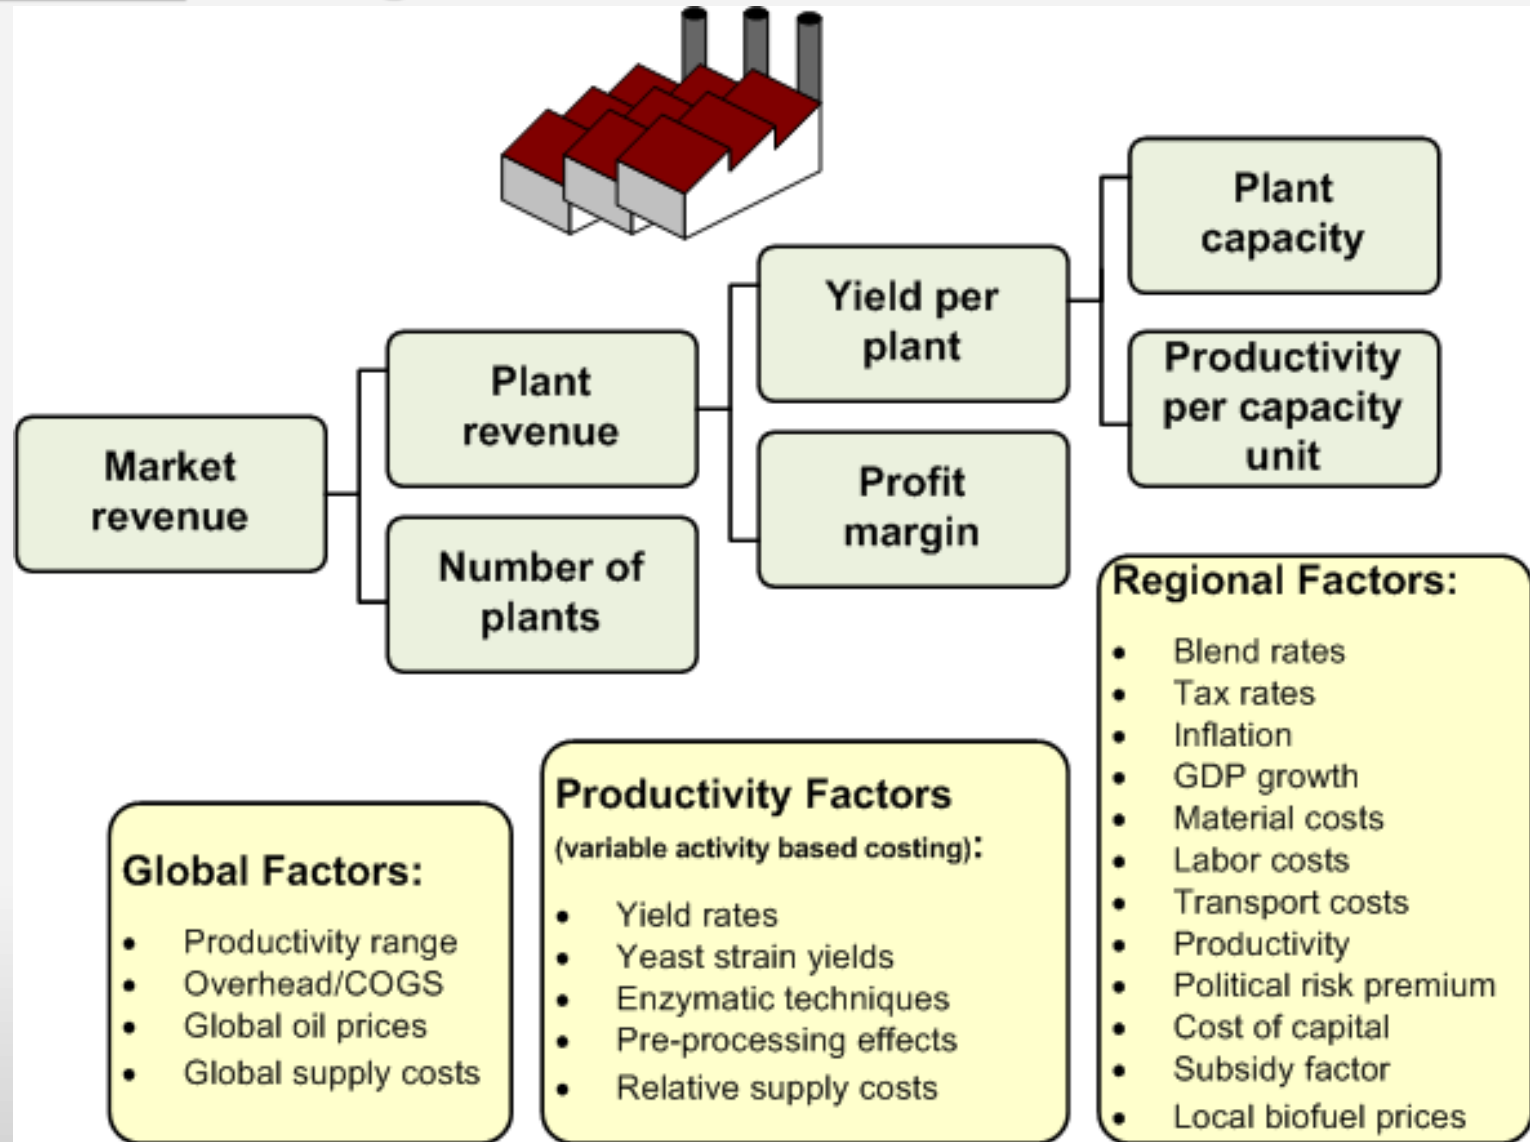 Market
revenue
Plant
revenue
Number of
plants
Yield per
plant
Profit
margin
Plant
capacity
Productivity
per capacity
unit
Global Factors:
• Productivity range
• Overhead/COGS
• Global oil prices
• Global supply costs
Productivity Factors
(variable activity based costing):
• Yield rates
• Yeast strain yields
• Enzymatic techniques
• Pre-processing effects
• Relative supply costs
Regional Factors:
• Blend rates
• Tax rates
• Inflation
• GDP growth
• Material costs
• Labor costs
• Transport costs
• Productivity
• Political risk premium
• Cost of capital
• Subsidy factor
• Local biofuel prices